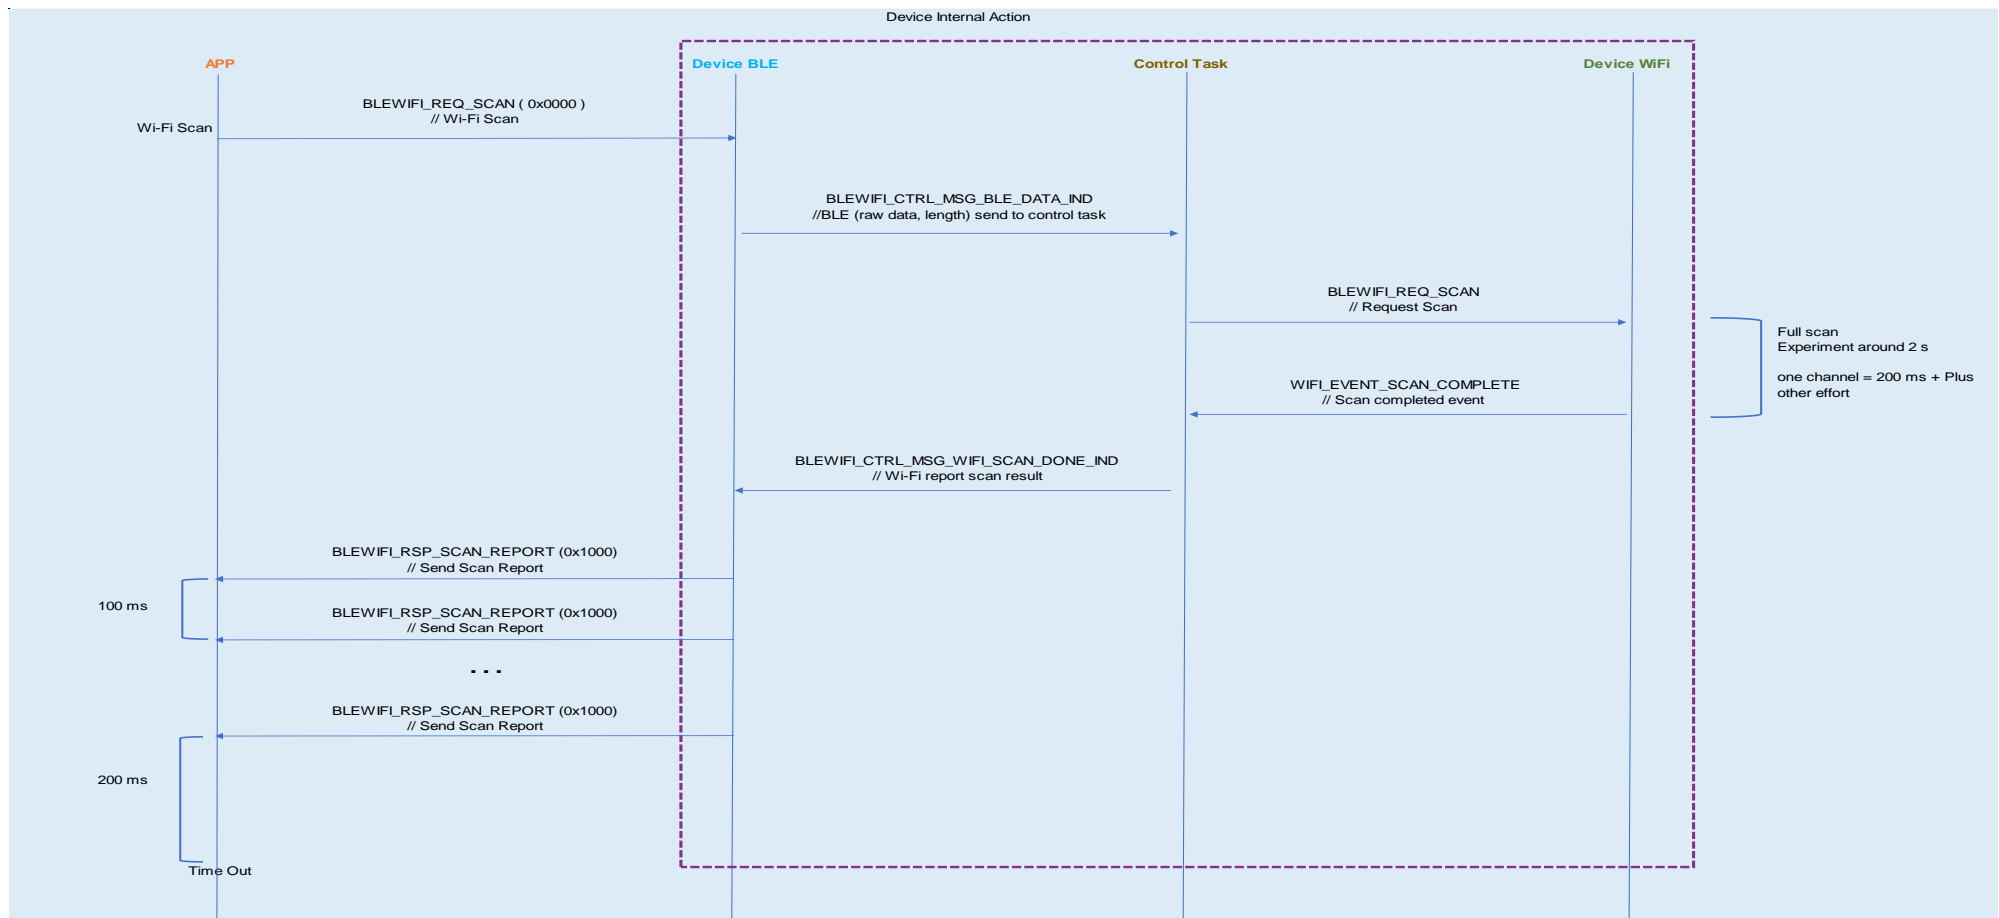 Device Internal Action
APP
Device BLE
Control Task
Device WiFi
BLEWIFI_REQ_SCAN ( 0x0000 )
// Wi-Fi Scan
Wi-Fi Scan
BLEWIFI_CTRL_MSG_BLE_DATA_IND
//BLE (raw data, length) send to control task
BLEWIFI_REQ_SCAN
// Request Scan
Full scan
Experiment around 2 s
one channel = 200 ms + Plus
other effort
WIFI_EVENT_SCAN_COMPLETE
// Scan completed event
BLEWIFI_CTRL_MSG_WIFI_SCAN_DONE_IND
// Wi-Fi report scan result
BLEWIFI_RSP_SCAN_REPORT (0x1000)
// Send Scan Report
100 ms
BLEWIFI_RSP_SCAN_REPORT (0x1000)
// Send Scan Report
. . .
BLEWIFI_RSP_SCAN_REPORT (0x1000)
// Send Scan Report
200 ms
Time Out